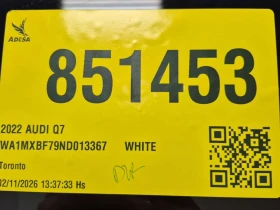 ADESA
851453
2022 AUDI Q7
WA1MXBF79ND013367 WHITE
Toronto
02/11/2026 13:37:33 Hs